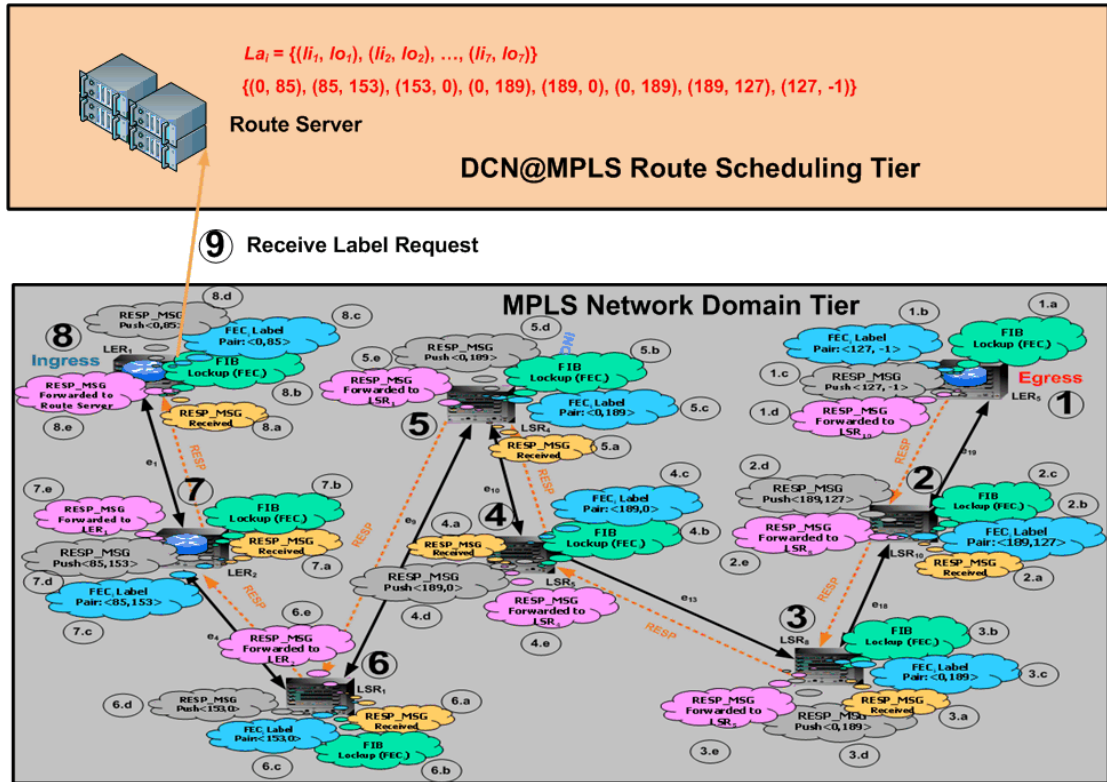 La i = {(li1, lo1), (li2, lo2), …, (li7, lo7)}
{(0, 85), (85, 153), (153, 0), (0, 189), (189, 0), (0, 189), (189, 127), (127, -1)}
Route Server
DCN@MPLS Route Scheduling Tier
9 Receive Label Request
MPLS Network Domain Tier
8.d
RESP_MSG
Push<0,85>
8.c
FEC i Label
Pair:<0,85>
8
LER1
Ingress
FIB
Lockup (FEC i)
8.b
RESP_MSG
Forwarded to
Route Server
8.e
RESP_MSG
Received
8.a
e1
RESP
7
7.e
RESP_MSG
Forwarded to
LER1
7.b
FIB
Lockup (FEC i)
RESP_MSG
Push<85,153>
7.d
RESP_MSG
Received
7.a
LER2
FEC i Label
Pair: <85,153>
7.c
e4
RESP
6.e
RESP_MSG
Forwarded to
LER2
6
LSR1
6.d
RESP_MSG
Push<153,0>
FEC i Label
Pair:<153,0>
6.c
RESP_MSG
Received
6.a
FIB
Lockup (FEC i)
6.b
5.d
RESP_MSG
Push<0,189>
5.e
RESP_MSG
Forwarded to
LSR1
5.b
FIB
Lockup (FEC i)
FEC i Label
Pair:<0,189>
5.c
5
LSR4
RESP_MSG
Received
5.a
RESP
e9
RESP
e10
RESP
4
4.c
FEC i Label
Pair:<189,0>
4.a
RESP_MSG
Received
FIB
Lockup (FEC i)
4.b
RESP_MSG
Push<189,0>
4.d
LSR5
RESP_MSG
Forwarded to
LSR4
4.e
e13
RESP
1.a
FIB
Lockup (FEC i)
1.b
FEC i Label
Pair: <127, -1>
1.c
RESP_MSG
Push<127, -1>
Egress
LER5
1
1.d
RESP_MSG
Forwarded to
LSR10
RESP
e19
2
2.d
RESP_MSG
Push<189,127>
2.c
FIB
Lockup (FEC i)
2.b
FEC i Label
Pair:<189,127>
RESP_MSG
Forwarded to
LSR8
2.e
LSR10
RESP_MSG
Received
2.a
RESP
e18
3
LSR8
FIB
Lockup (FEC i)
3.b
FEC i Label
Pair:<0,189>
3.c
RESP_MSG
Received
3.a
RESP_MSG
Forwarded to
LSR5
3.e
RESP_MSG
Push<0,189>
3.d